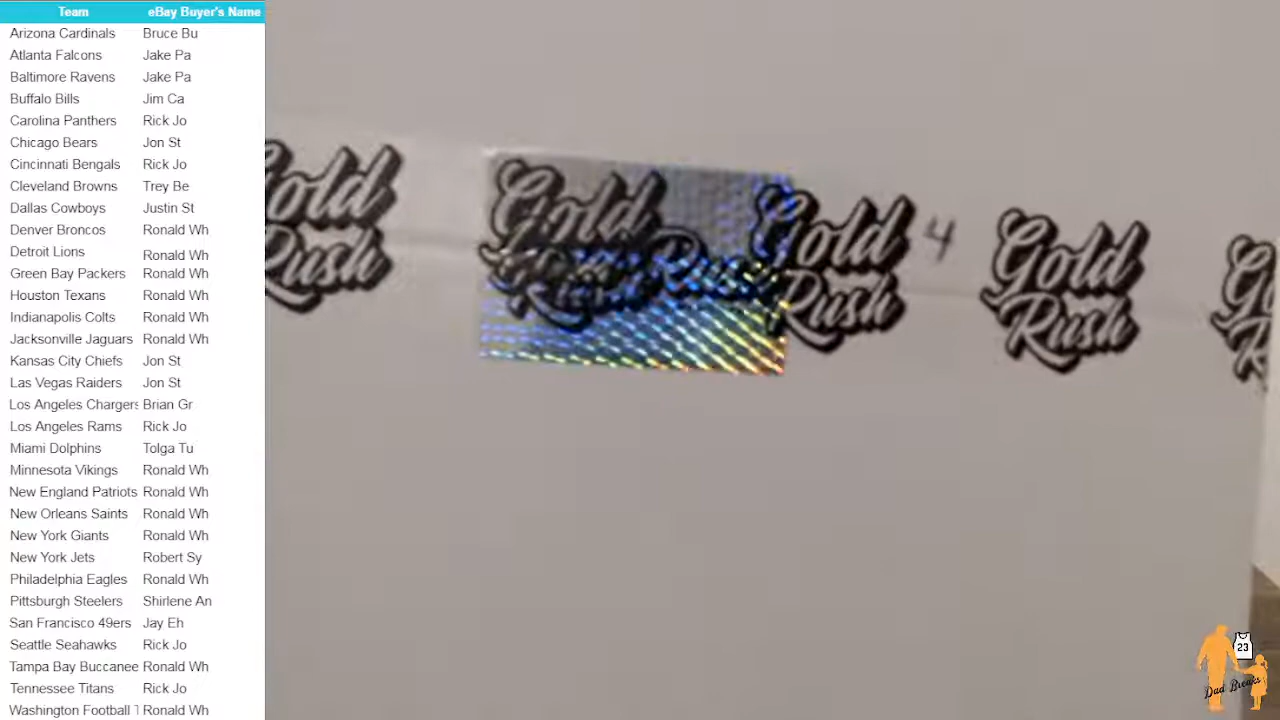 Team eBay Buyer's Name
Arizona Cardinals Bruce Bu
Atlanta Falcons Jake Pa
Baltimore Ravens Jake Pa
Buffalo Bills Jim Ca
Carolina Panthers Rick Jo
Chicago Bears Jon St
Cincinnati Bengals Rick Jo
Cleveland Browns Trey Be
Dallas Cowboys Justin St
Denver Broncos Ronald Wh
Detroit Lions Ronald Wh
Green Bay Packers Ronald Wh
Houston Texans Ronald Wh
Indianapolis Colts Ronald Wh
Jacksonville Jaguars Ronald Wh
Kansas City Chiefs Jon St
Las Vegas Raiders Jon St
Los Angeles Chargers Brian Gr
Los Angeles Rams Rick Jo
Miami Dolphins Tolga Tu
Minnesota Vikings Ronald Wh
New England Patriots Ronald Wh
New Orleans Saints Ronald Wh
New York Giants Ronald Wh
New York Jets Robert Sy
Philadelphia Eagles Ronald Wh
Pittsburgh Steelers Shirlene An
San Francisco 49ers Jay Eh
Seattle Seahawks Rick Jo
Tampa Bay Buccanee Ronald Wh
Tennessee Titans Rick Jo
Washington Football Ronald Wh
Gold
Rush
Gold
Rush
Gold
Rush
4
Gold
Rush
23
Dad Breaks